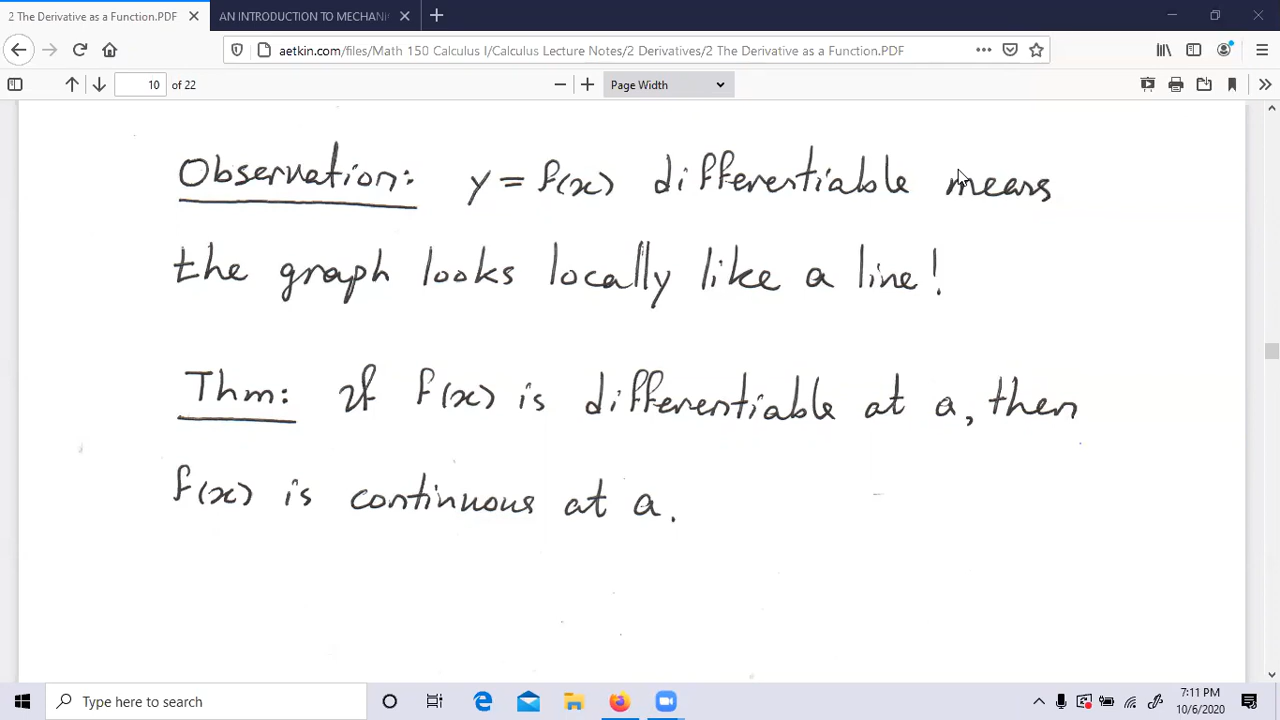 2 The Derivative as a Function.PDF
AN INTRODUCTION TO MECHANI
aetkin.com/files/Math 150 Calculus I/Calculus Lecture Notes/2 Derivatives/2 The Derivative as a Function.PDF
10 of 22
Page Width
Observation: y = f(x) differentiable means
the graph looks locally like a line!
Thm: If f(x) is differentiable at a, then
f(x) is continuous at a.
Type here to search
7:11 PM
10/6/2020